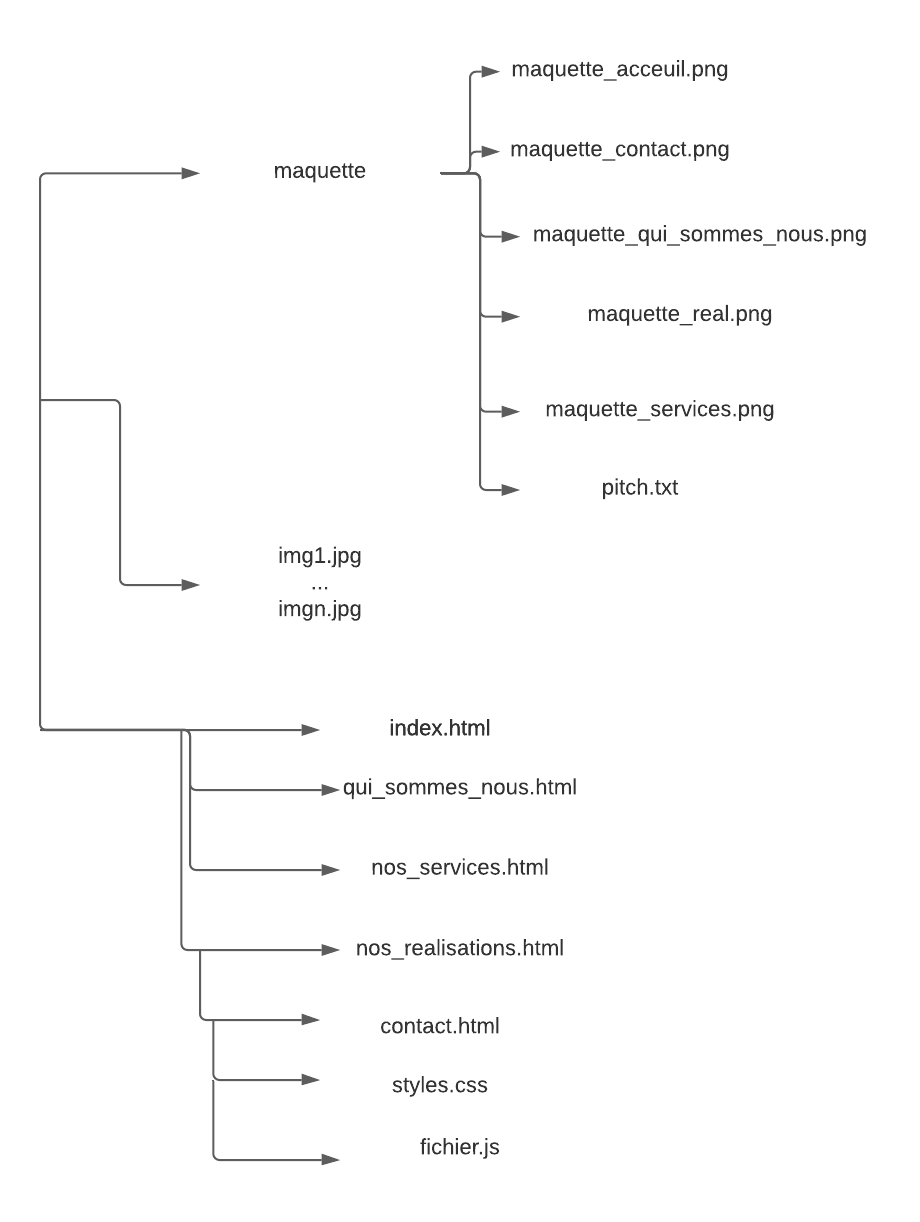 maquette_acceuil.png
maquette_contact.png
maquette
maquette_qui_sommes_nous.png
maquette_real.png
maquette_services.png
pitch.txt
img1.jpg
...
imgn.jpg
index.html
qui_sommes_nous.html
nos_services.html
nos_realisations.html
contact.html
styles.css
fichier.js